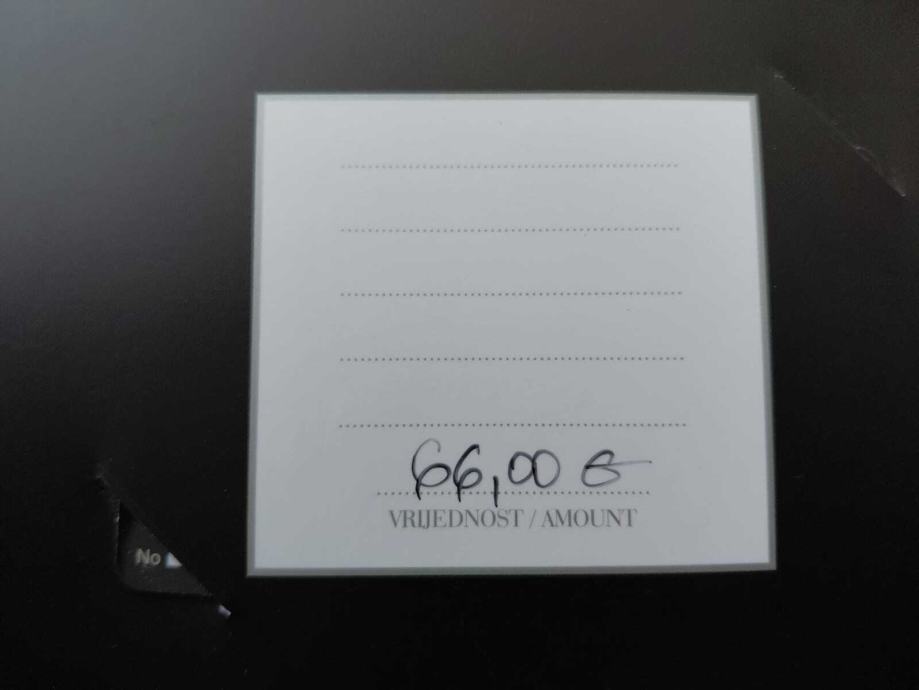 66,00 €
VRIJEDNOST / AMOUNT
No